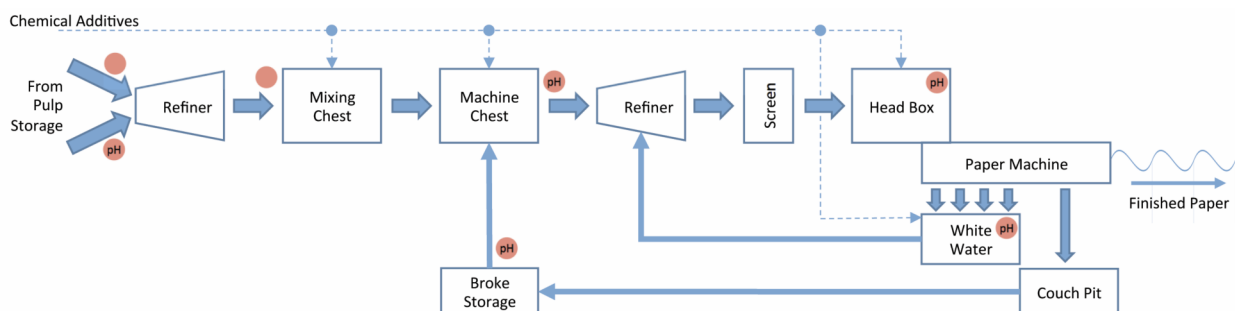 Chemical Additives
From
Pulp
Storage
pH
Refiner
Mixing
Chest
Machine
Chest
pH
Refiner
Screen
pH
Head Box
Paper Machine
Finished Paper
White
Water
pH
pH
Broke
Storage
Couch Pit